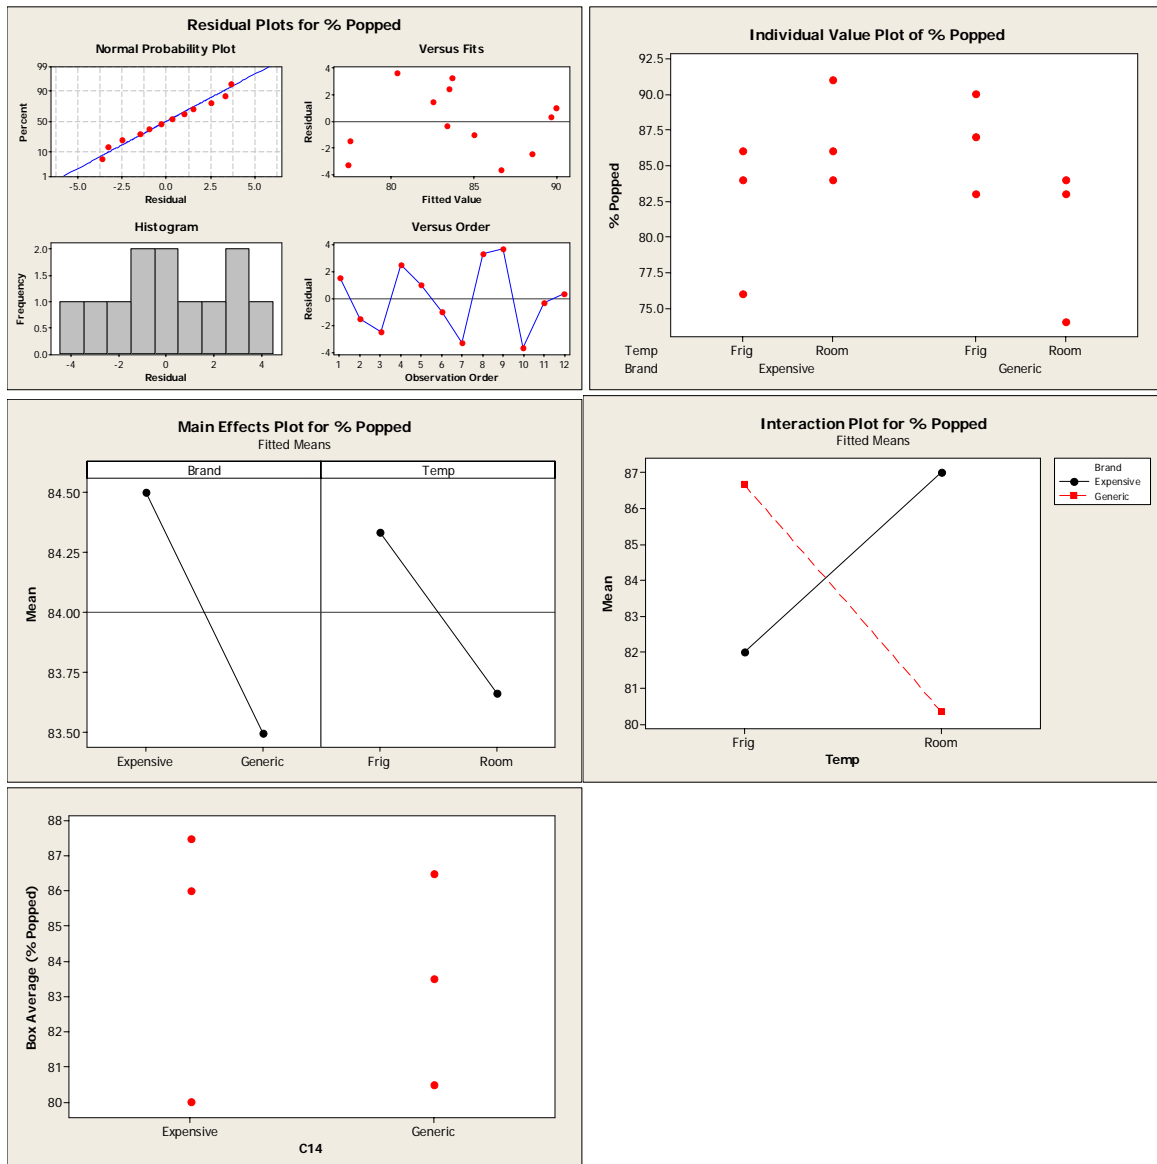 Residual Plots for % Popped
Normal Probability Plot
Versus Fits
99
90
50
10
1
Percent
-5.0 -2.5 0.0 2.5 5.0
Residual
4
2
0
-2
-4
Residual
80 85 90
Fitted Value
Histogram
Versus Order
2.0
1.5
1.0
0.5
0.0
Frequency
-4 -2 0 2 4
Residual
4
2
0
-2
-4
Residual
1 2 3 4 5 6 7 8 9 10 11 12
Observation Order
Individual Value Plot of % Popped
92.5
90.0
87.5
85.0
82.5
80.0
77.5
75.0
% Popped
Temp Frig Room Frig Room
Brand Expensive Generic
Main Effects Plot for % Popped
Fitted Means
Brand Temp
84.50
84.25
84.00
83.75
83.50
Mean
Expensive Generic Frig Room
Interaction Plot for % Popped
Fitted Means
87
86
85
84
83
82
81
80
Mean
Frig Room
Temp
Brand
Expensive
Generic
88
87
86
85
84
83
82
81
80
Box Average (% Popped)
Expensive Generic
C14